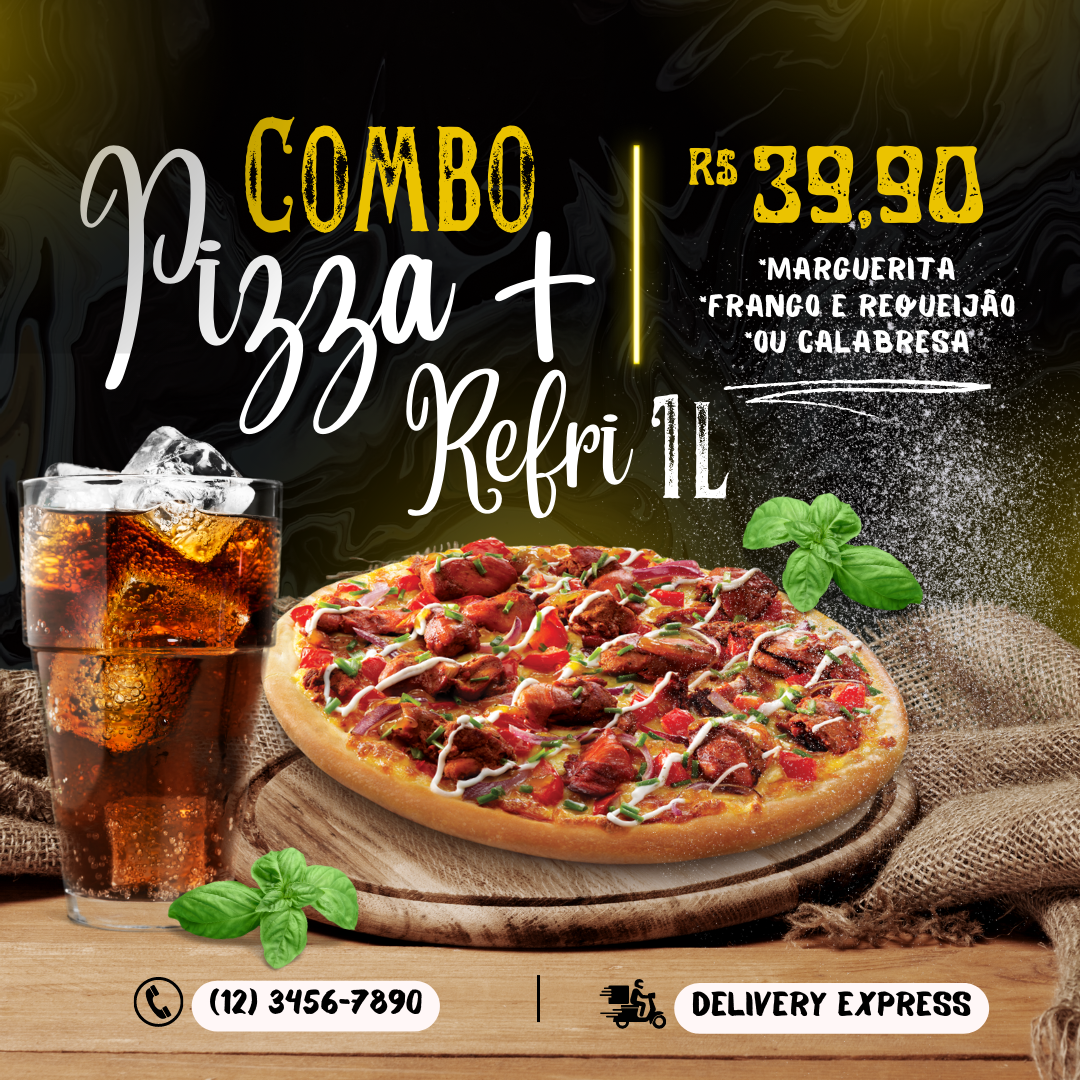 COMBO
Pizza +
Refri 1L
R$ 39,90
*MARGUERITA
*FRANGO E REQUEIJÃO
*OU CALABRESA
(12) 3456-7890
DELIVERY EXPRESS